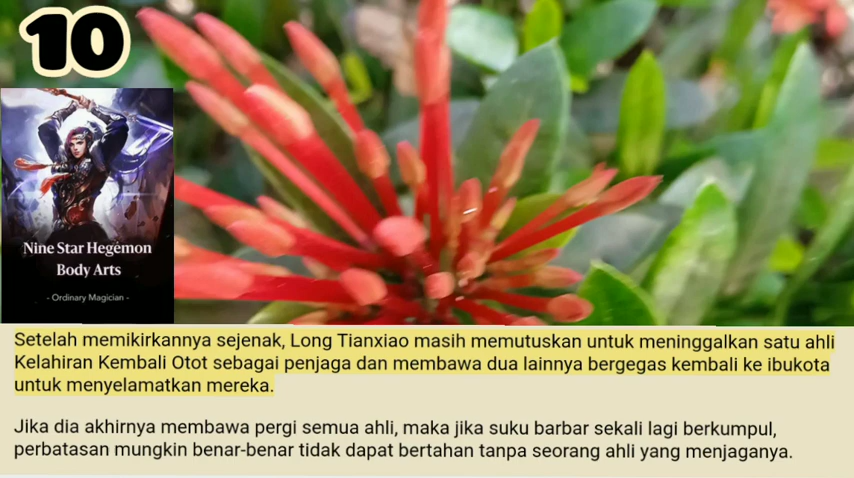 10
Nine Star Hegemon
Body Arts
- Ordinary Magician -
Setelah memikirkannya sejenak, Long Tianxiao masih memutuskan untuk meninggalkan satu ahli
Kelahiran Kembali Otot sebagai penjaga dan membawa dua lainnya bergegas kembali ke ibukota
untuk menyelamatkan mereka.
Jika dia akhirnya membawa pergi semua ahli, maka jika suku barbar sekali lagi berkumpul,
perbatasan mungkin benar-benar tidak dapat bertahan tanpa seorang ahli yang menjaganya.